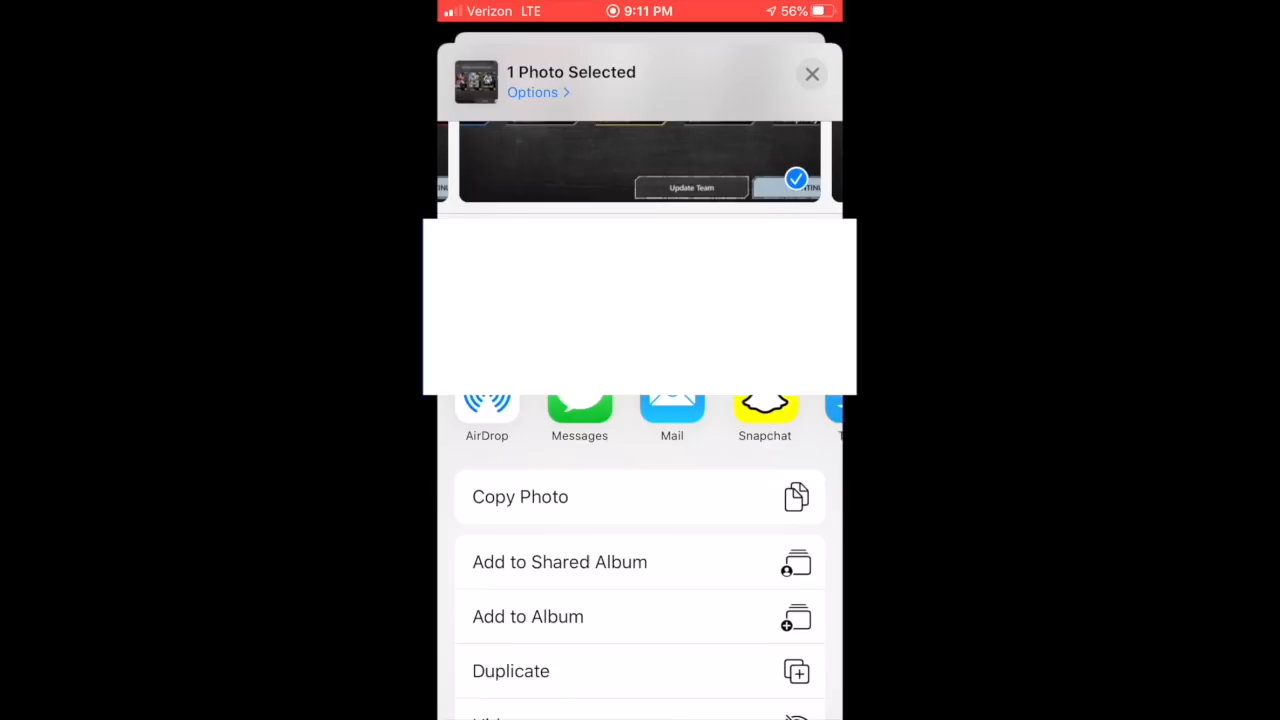 Verizon LTE 9:11 PM 56%
1 Photo Selected
Options
Update Team
AirDrop Messages Mail Snapchat
Copy Photo
Add to Shared Album
Add to Album
Duplicate